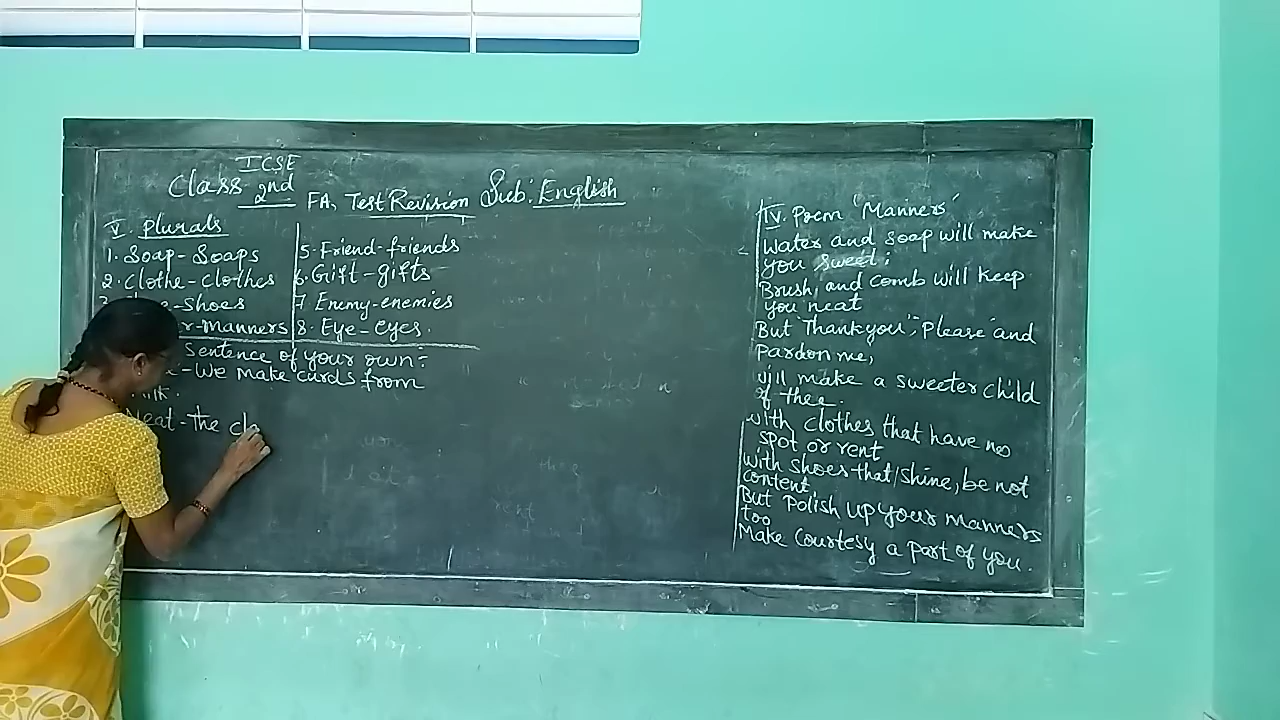 ICSE
Class 2nd FA, Test Revision Sub: English
V. plurals
1. Soap - Soaps
2. Clothe - Clothes
Shoes
r - manners
5. Friend - friends
6. Gift - gifts
7 Enemy - enemies
8. Eye - eyes.
Sentence of your own :-
- We make curds from
Neat - the cl
IV. Poem 'Manners'
Water and soap will make
you sweet ;
Brush, and comb will keep
you neat
But 'Thankyou', 'please' and
pardon me,
will make a sweeter child
of thee.
with clothes that have no
spot or rent
with shoes that shine, be not
content,
But Polish up your manners
too
Make Courtesy a part of you.